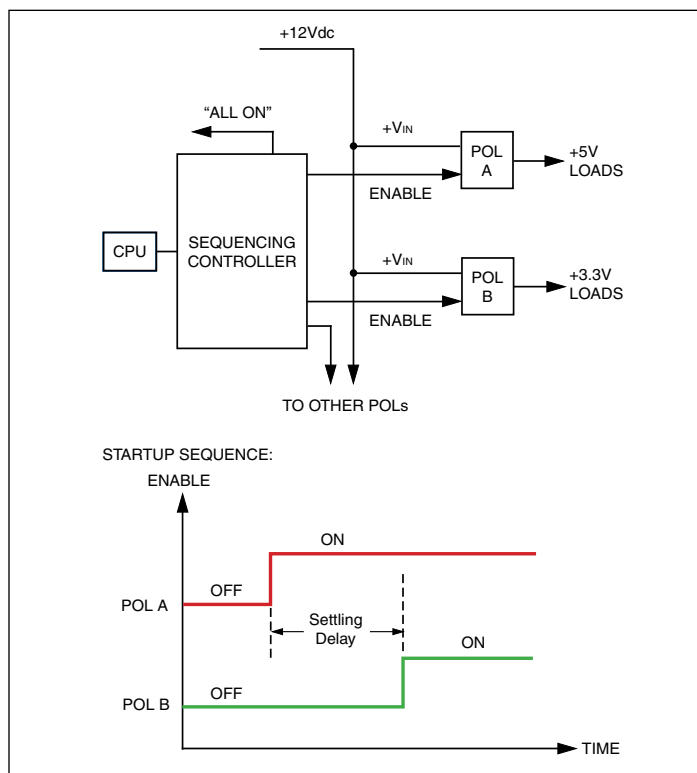 +12Vdc
“ALL ON”
+VIN
POL
A
+5V
LOADS
ENABLE
CPU
SEQUENCING
CONTROLLER
+VIN
POL
B
+3.3V
LOADS
ENABLE
TO OTHER POLs
STARTUP SEQUENCE:
ENABLE
ON
OFF
POL A
Settling
Delay
ON
OFF
POL B
TIME